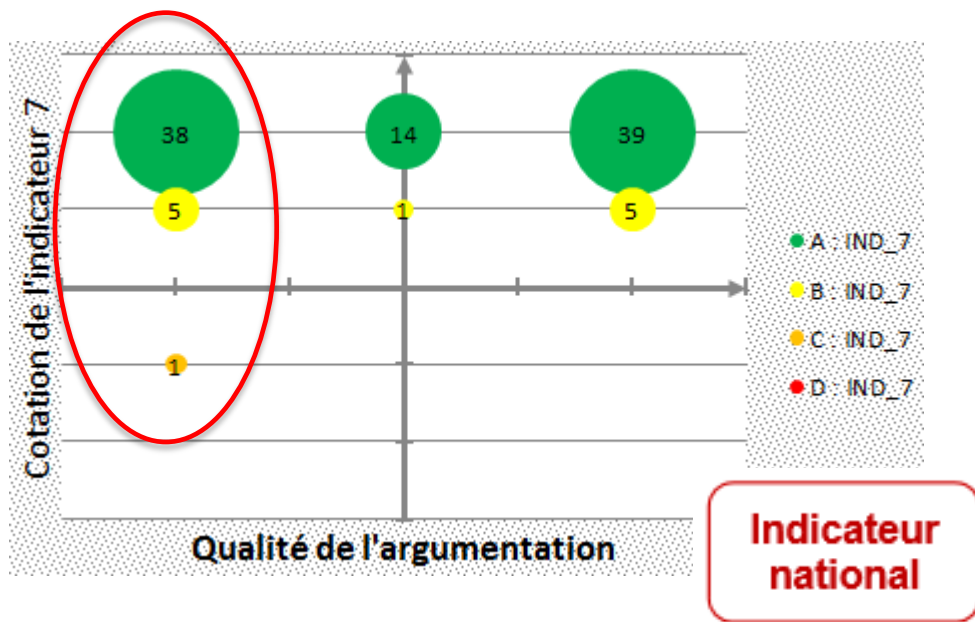 Cotation de l'indicateur 7
38
14
39
5
1
5
1
A : IND_7
B : IND_7
C : IND_7
D : IND_7
Qualité de l'argumentation
Indicateur
national